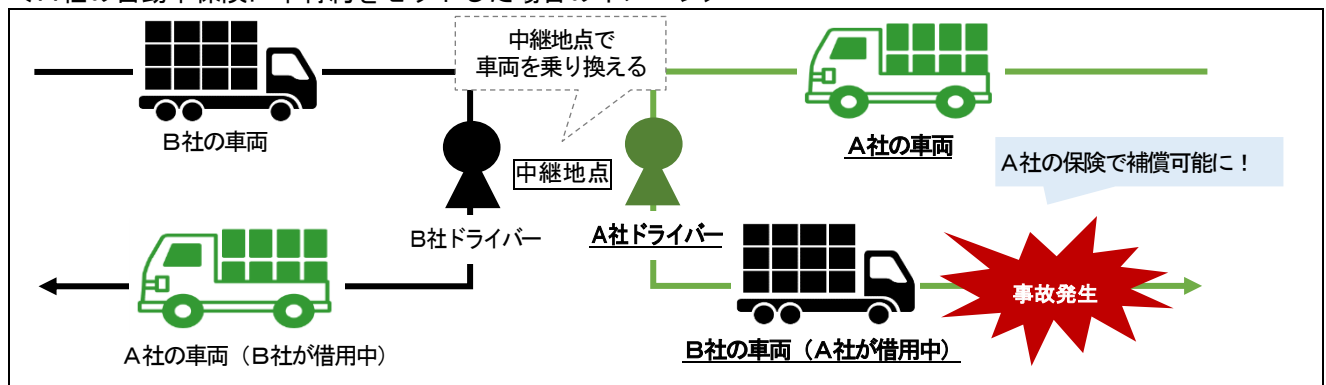 中継地点で
車両を乗り換える
B社の車両
A社の車両
A社の保険で補償可能に！
中継地点
B社ドライバー
A社ドライバー
事故発生
A社の車両（B社が借用中）
B社の車両（A社が借用中）